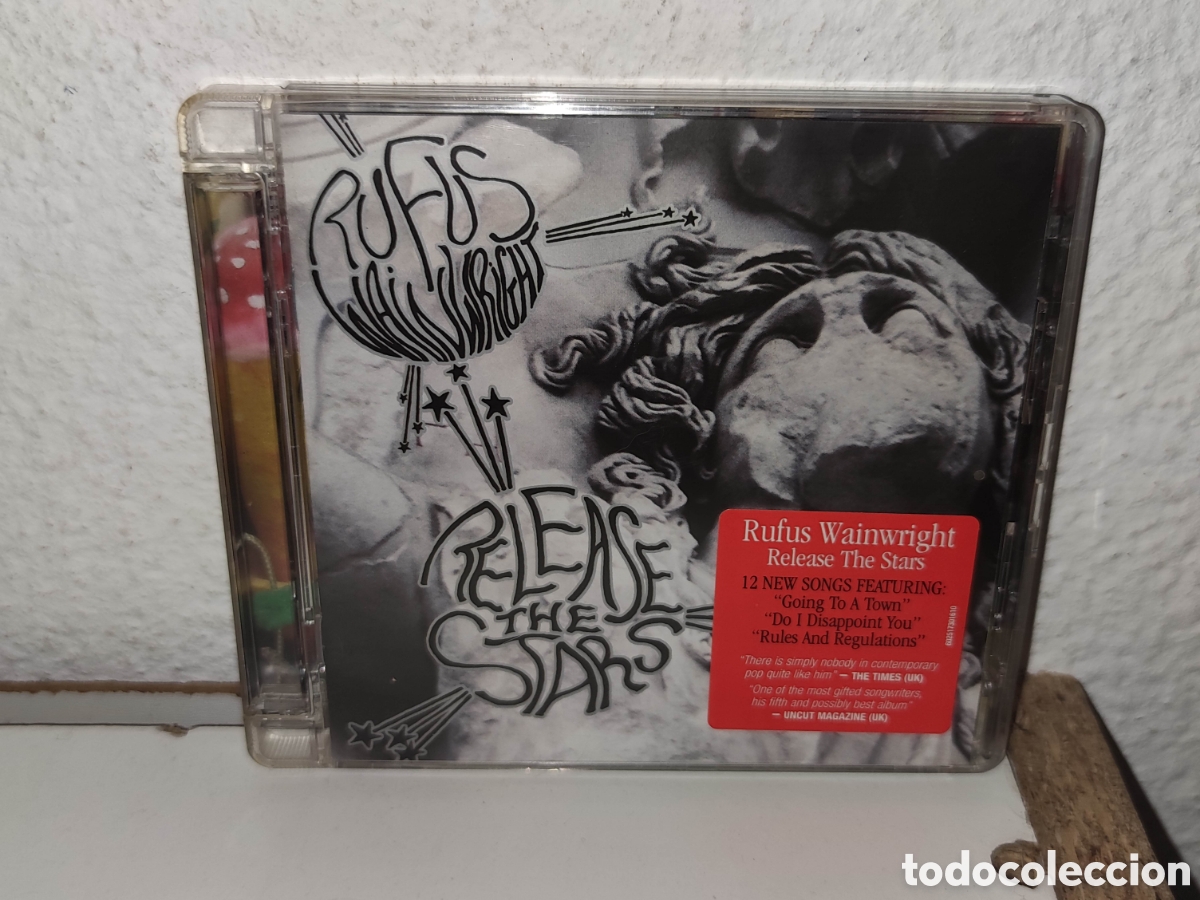 RUFUS
WAINWRIGHT
RELEASE
THE
STARS
Rufus Wainwright
Release The Stars
12 NEW SONGS FEATURING:
"Going To A Town"
"Do I Disappoint You"
"Rules And Regulations"
"There is simply nobody in contemporary
pop quite like him" — THE TIMES (UK)
"One of the most gifted songwriters,
his fifth and possibly best album"
— UNCUT MAGAZINE (UK)
todocoleccion